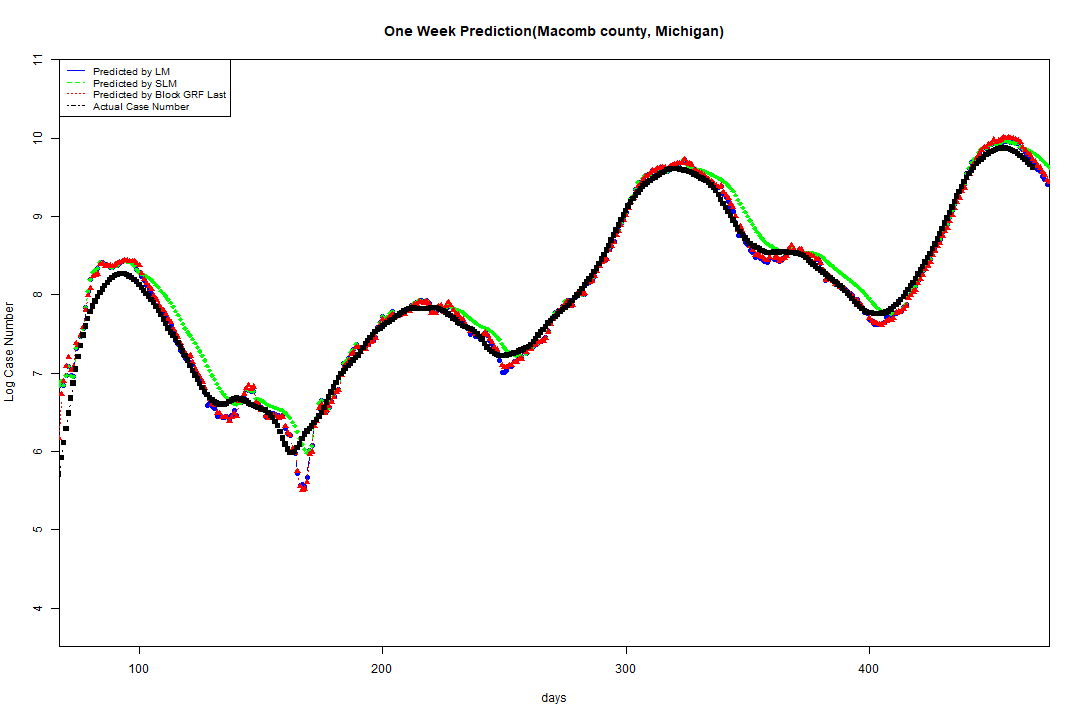 One Week Prediction(Macomb county, Michigan)
11
Predicted by LM
Predicted by SLM
Predicted by Block GRF Last
Actual Case Number
10
9
8
7
6
5
4
Log Case Number
100 200 300 400
days